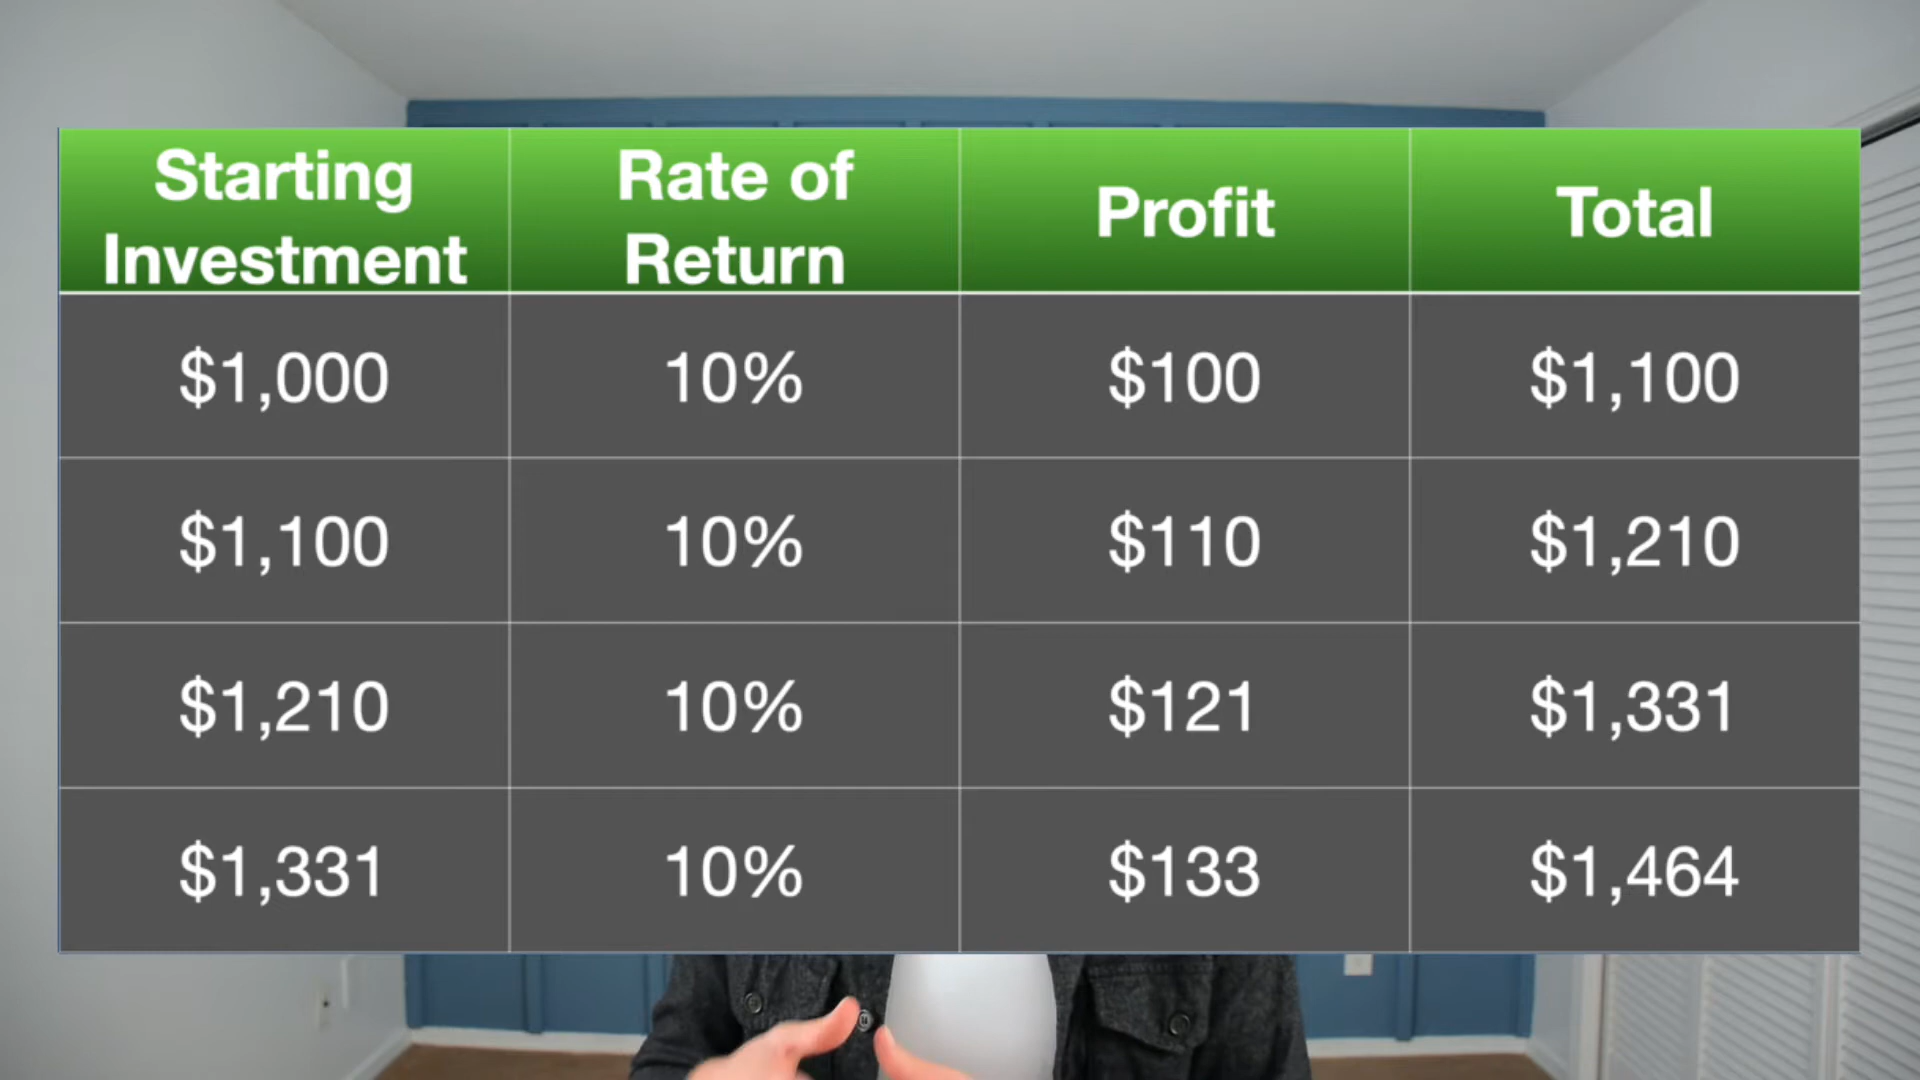 Starting Investment | Rate of Return | Profit | Total
$1,000 | 10% | $100 | $1,100
$1,100 | 10% | $110 | $1,210
$1,210 | 10% | $121 | $1,331
$1,331 | 10% | $133 | $1,464